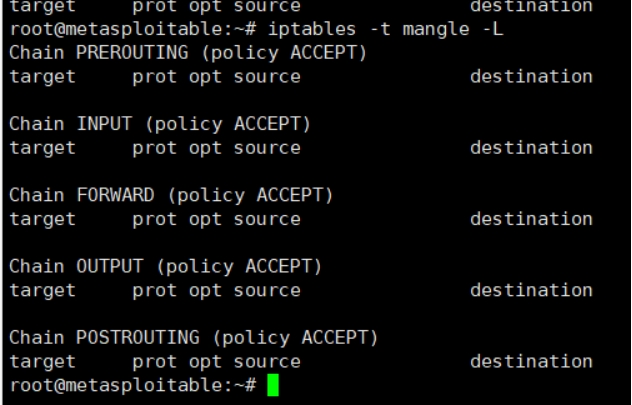 target     prot opt source               destination
root@metasploitable:~# iptables -t mangle -L
Chain PREROUTING (policy ACCEPT)
target     prot opt source               destination

Chain INPUT (policy ACCEPT)
target     prot opt source               destination

Chain FORWARD (policy ACCEPT)
target     prot opt source               destination

Chain OUTPUT (policy ACCEPT)
target     prot opt source               destination

Chain POSTROUTING (policy ACCEPT)
target     prot opt source               destination
root@metasploitable:~#